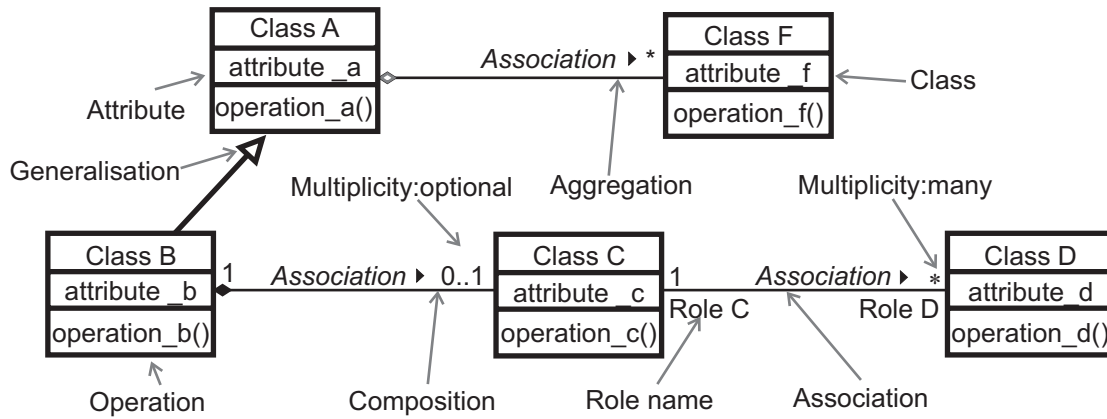 Class A
attribute _a
operation_a()
Association
*
Class F
attribute _f
operation_f()
Attribute
Class
Generalisation
Multiplicity:optional
Aggregation
Multiplicity:many
Class B
attribute _b
operation_b()
1
Association
0..1
Class C
attribute _c
operation_c()
1
Role C
Association
*
Role D
Class D
attribute_d
operation_d()
Operation
Composition
Role name
Association